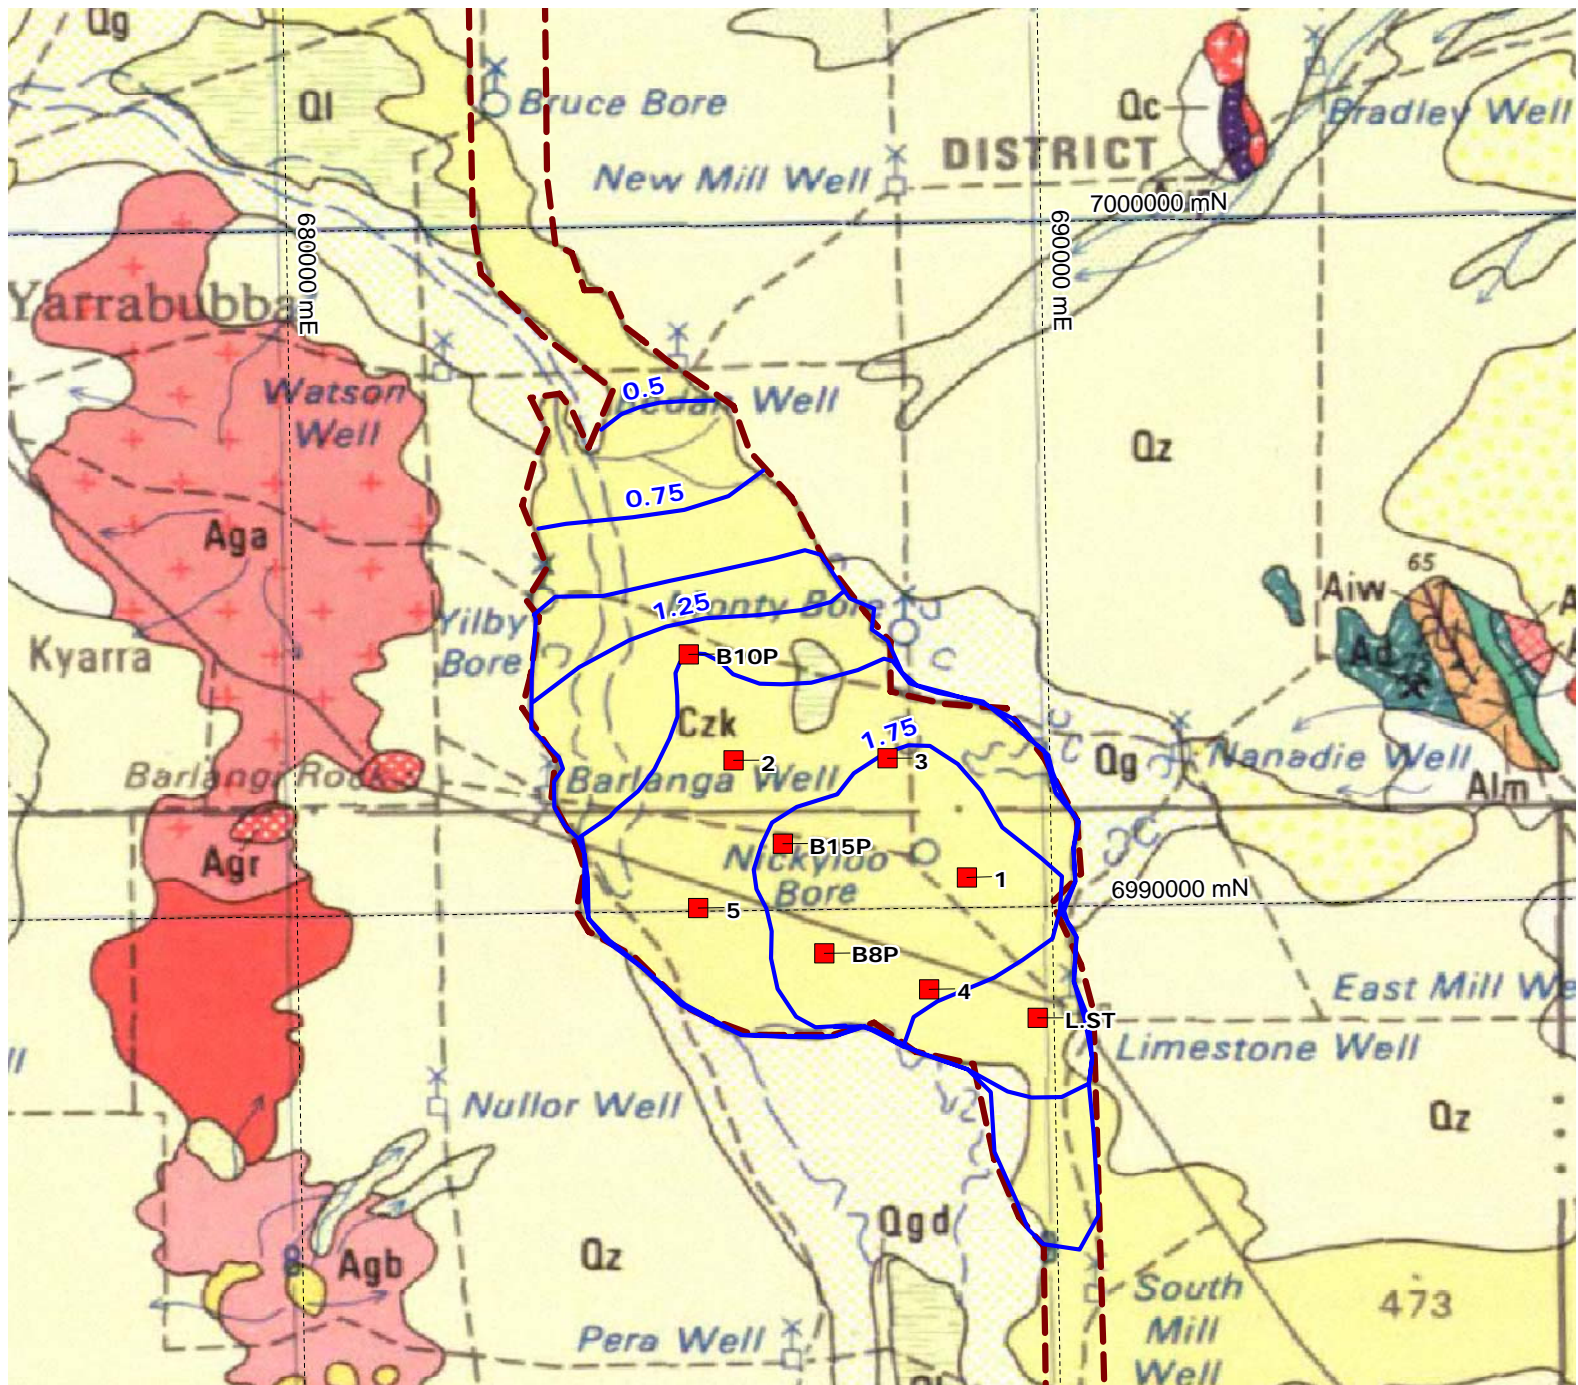 Qg
Ql
Bruce Bore
Qc
Bradley Well
DISTRICT
New Mill Well
7000000 mN
680000 mE
690000 mE
Yarrabubba
Watson
Well
0.5
Well
Qz
0.75
Aga
65
Aiw
1.25
Yilby
Bore
Bore
Kyarra
Ad
B10P
Czk
1.75
2
3
Barlangi Rock
Barlanga Well
Qg
Nanadie Well
Alm
Agr
B15P
Nickyloo
Bore
1
6990000 mN
5
B8P
4
East Mill We
L.ST
Limestone Well
Nullor Well
Qz
Qgd
Qz
Agb
South
Mill
Well
473
Pera Well